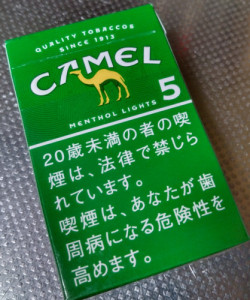 QUALITY TOBACCOS
SINCE 1913
CAMEL
MENTHOL LIGHTS 5
20歳未満の者の喫
煙は、法律で禁じら
れています。
喫煙は、あなたが歯
周病になる危険性を
高めます。